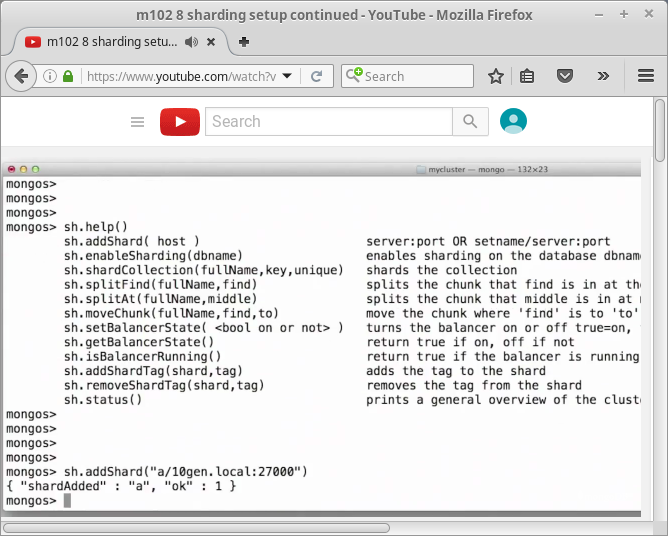 m102 8 sharding setup continued - YouTube - Mozilla Firefox
m102 8 sharding setu...
https://www.youtube.com/watch?v
Search
Search
mycluster — mongo — 132×23
mongos>
mongos>
mongos>
mongos> sh.help()
sh.addShard( host ) server:port OR setname/server:port
sh.enableSharding(dbname) enables sharding on the database dbname
sh.shardCollection(fullName,key,unique) shards the collection
sh.splitFind(fullName,find) splits the chunk that find is in at the
sh.splitAt(fullName,middle) splits the chunk that middle is in at
sh.moveChunk(fullName,find,to) move the chunk where 'find' is to 'to'
sh.setBalancerState( <bool on or not> ) turns the balancer on or off true=on,
sh.getBalancerState() return true if on, off if not
sh.isBalancerRunning() return true if the balancer is running
sh.addShardTag(shard,tag) adds the tag to the shard
sh.removeShardTag(shard,tag) removes the tag from the shard
sh.status() prints a general overview of the cluste
mongos>
mongos>
mongos>
mongos>
mongos> sh.addShard("a/10gen.local:27000")
{ "shardAdded" : "a", "ok" : 1 }
mongos>